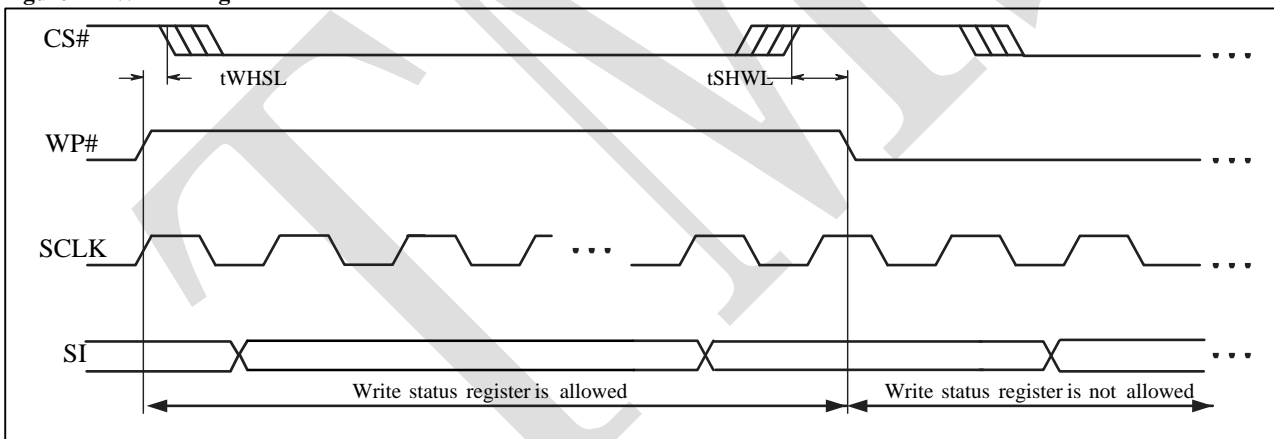 CS#
tWHSL
tSHWL
WP#
SCLK
SI
Write status register is allowed
Write status register is not allowed